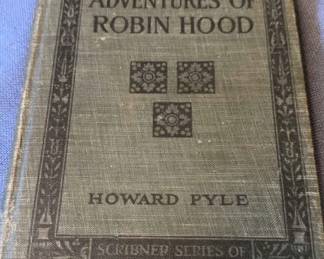 ADVENTURES OF
ROBIN HOOD
HOWARD PYLE
SCRIBNER SERIES OF